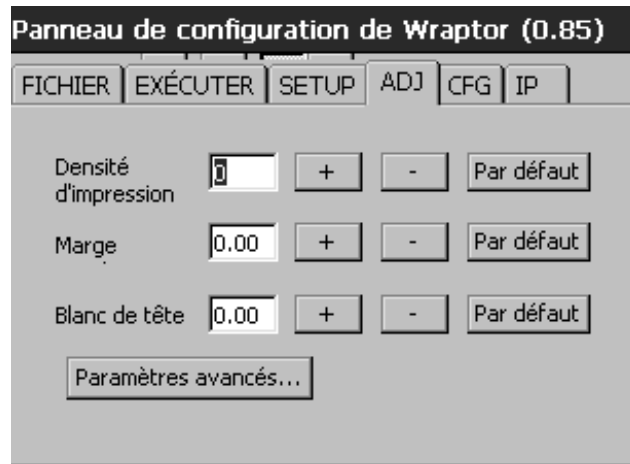 Panneau de configuration de Wraptor (0.85)
FICHIER EXÉCUTER SETUP ADJ CFG IP
Densité
d'impression 0 + - Par défaut
Marge 0.00 + - Par défaut
Blanc de tête 0.00 + - Par défaut
Paramètres avancés...